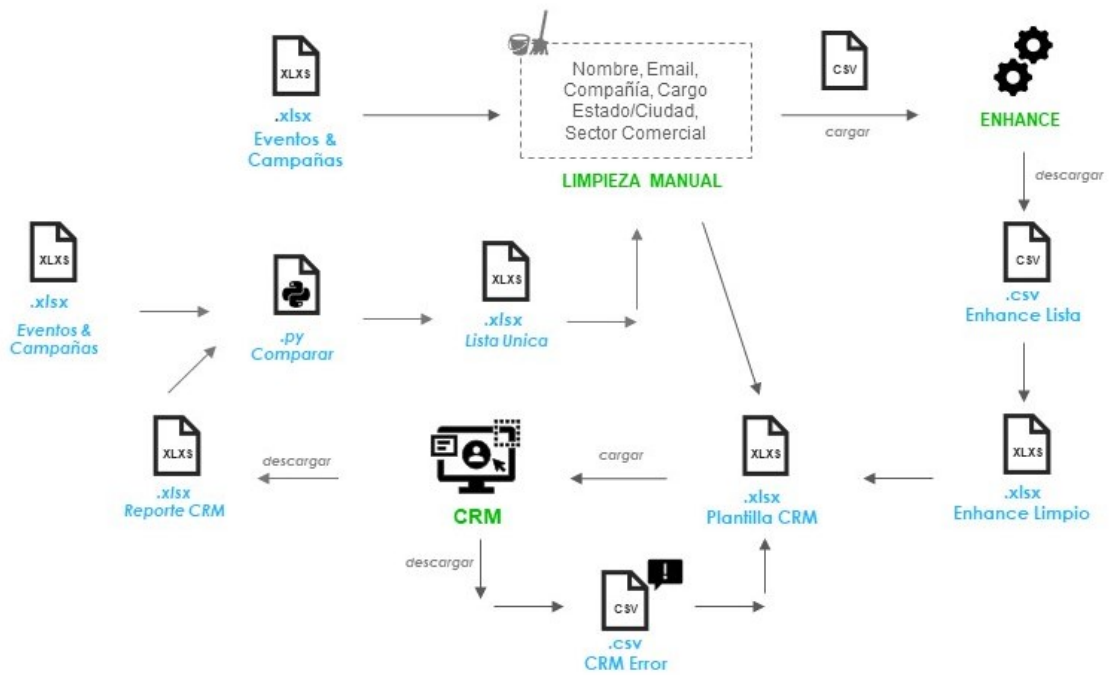 XLXS
.xlsx
Eventos &
Campañas
Nombre, Email,
Compañía, Cargo
Estado/Ciudad,
Sector Comercial
LIMPIEZA MANUAL
CSV
cargar
ENHANCE
descargar
XLXS
.xlsx
Eventos &
Campañas
.py
Comparar
XLXS
.xlsx
Lista Unica
CSV
.csv
Enhance Lista
XLXS
.xlsx
Reporte CRM
descargar
CRM
cargar
XLXS
.xlsx
Plantilla CRM
XLXS
.xlsx
Enhance Limpio
descargar
!
CSV
.csv
CRM Error